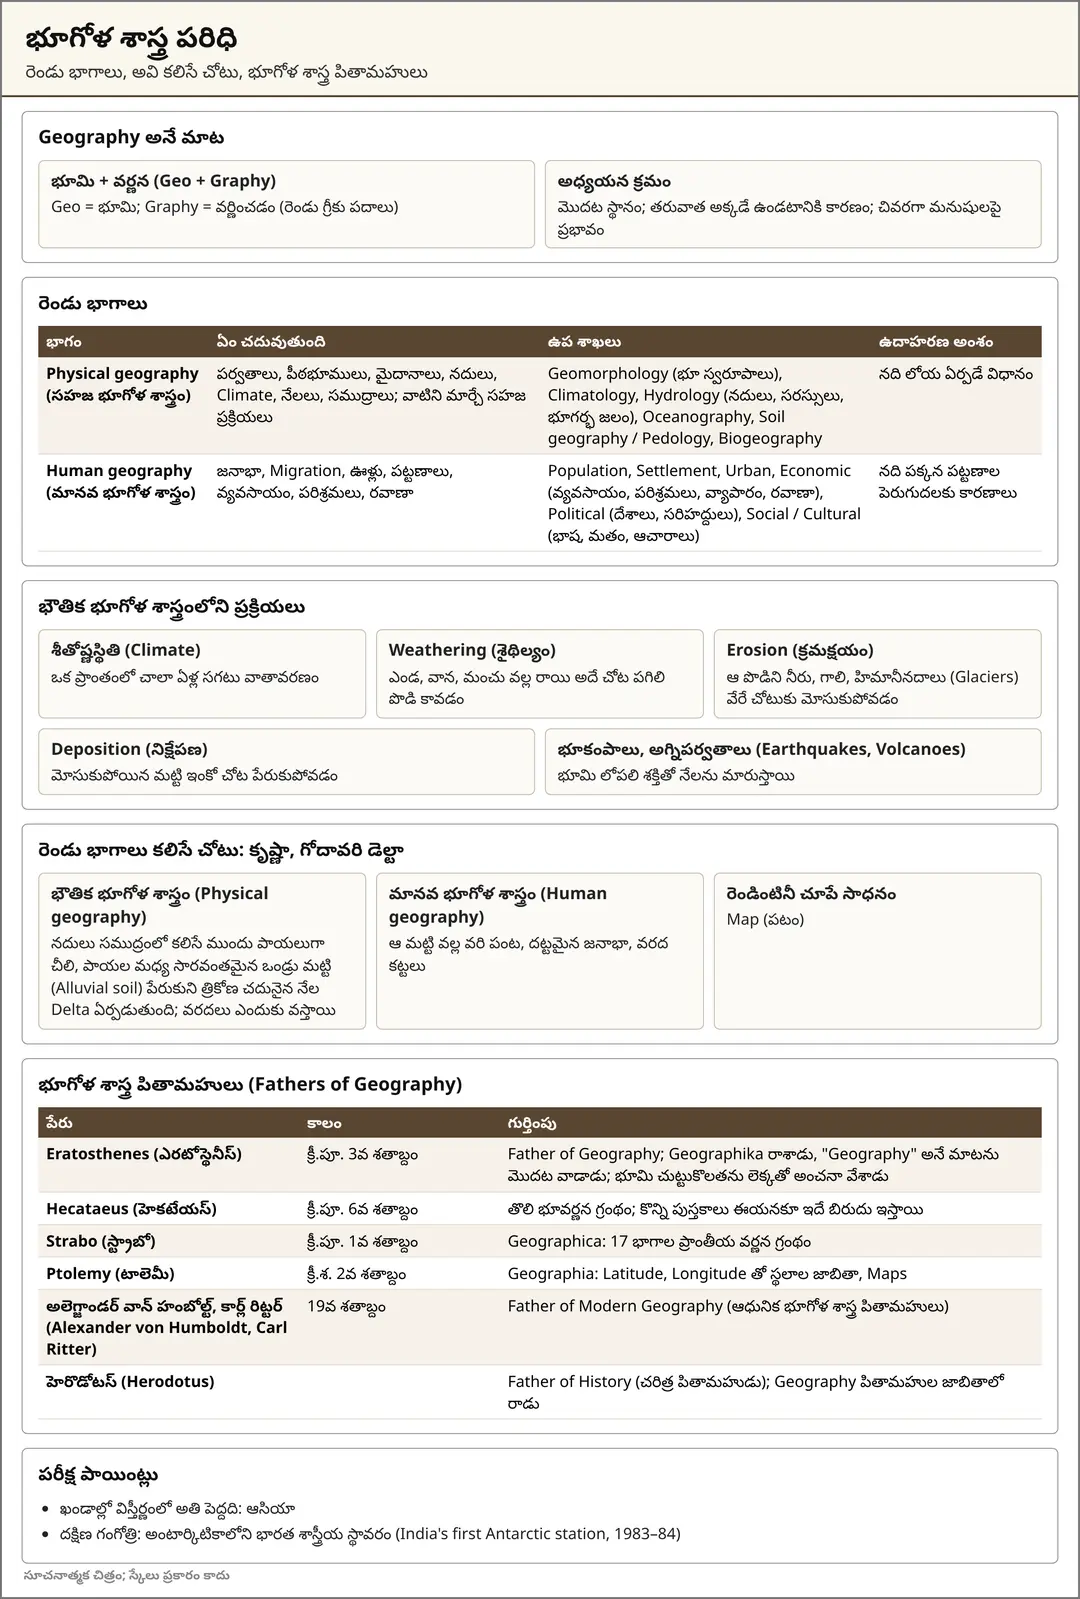 భూగోళ శాస్త్ర పరిధి
రెండు భాగాలు, అవి కలిసే చోటు, భూగోళ శాస్త్ర పితామహులు
Geography అనే మాట
భూమి + వర్ణన (Geo + Graphy)
Geo = భూమి; Graphy = వర్ణించడం (రెండు గ్రీకు పదాలు)
అధ్యయన క్రమం
మొదట స్థానం; తరువాత అక్కడే ఉండటానికి కారణం; చివరగా మనుషులపై
ప్రభావం
రెండు భాగాలు
భాగం ఏం చదువుతుంది ఉప శాఖలు ఉదాహరణ అంశం
Physical geography
(సహజ భూగోళ శాస్త్రం)
పర్వతాలు, పీఠభూములు, మైదానాలు, నదులు,
Climate, నేలలు, సముద్రాలు; వాటిని మార్చే సహజ
ప్రక్రియలు
Geomorphology (భూ స్వరూపాలు),
Climatology, Hydrology (నదులు, సరస్సులు,
భూగర్భ జలం), Oceanography, Soil
geography / Pedology, Biogeography
నది లోయ ఏర్పడే విధానం
Human geography
(మానవ భూగోళ శాస్త్రం)
జనాభా, Migration, ఊళ్లు, పట్టణాలు,
వ్యవసాయం, పరిశ్రమలు, రవాణా
Population, Settlement, Urban, Economic
(వ్యవసాయం, పరిశ్రమలు, వ్యాపారం, రవాణా),
Political (దేశాలు, సరిహద్దులు), Social / Cultural
(భాష, మతం, ఆచారాలు)
నది పక్కన పట్టణాల
పెరుగుదలకు కారణాలు
భౌతిక భూగోళ శాస్త్రంలోని ప్రక్రియలు
శీతోష్ణస్థితి (Climate)
ఒక ప్రాంతంలో చాలా ఏళ్ల సగటు వాతావరణం
Weathering (శైథిల్యం)
ఎండ, వాన, మంచు వల్ల రాయి అదే చోట పగిలి
పొడి కావడం
Erosion (క్రమక్షయం)
ఆ పొడిని నీరు, గాలి, హిమానీనదాలు (Glaciers)
వేరే చోటుకు మోసుకుపోవడం
Deposition (నిక్షేపణ)
మోసుకుపోయిన మట్టి ఇంకో చోట పేరుకుపోవడం
భూకంపాలు, అగ్నిపర్వతాలు (Earthquakes, Volcanoes)
భూమి లోపలి శక్తితో నేలను మారుస్తాయి
రెండు భాగాలు కలిసే చోటు: కృష్ణా, గోదావరి డెల్టా
భౌతిక భూగోళ శాస్త్రం (Physical
geography)
నదులు సముద్రంలో కలిసే ముందు పాయలుగా
చీలి, పాయల మధ్య సారవంతమైన ఒండ్రు మట్టి
(Alluvial soil) పేరుకుని త్రికోణ చదునైన నేల
Delta ఏర్పడుతుంది; వరదలు ఎందుకు వస్తాయి
మానవ భూగోళ శాస్త్రం (Human
geography)
ఆ మట్టి వల్ల వరి పంట, దట్టమైన జనాభా, వరద
కట్టలు
రెండింటినీ చూపే సాధనం
Map (పటం)
భూగోళ శాస్త్ర పితామహులు (Fathers of Geography)
పేరు కాలం గుర్తింపు
Eratosthenes (ఎరటోస్థెనీస్) క్రీ.పూ. 3వ శతాబ్దం
Father of Geography; Geographika రాశాడు, "Geography" అనే మాటను
మొదట వాడాడు; భూమి చుట్టుకొలతను లెక్కతో అంచనా వేశాడు
Hecataeus (హెకటేయస్) క్రీ.పూ. 6వ శతాబ్దం తొలి భూవర్ణన గ్రంథం; కొన్ని పుస్తకాలు ఈయనకూ ఇదే బిరుదు ఇస్తాయి
Strabo (స్ట్రాబో) క్రీ.పూ. 1వ శతాబ్దం Geographica: 17 భాగాల ప్రాంతీయ వర్ణన గ్రంథం
Ptolemy (టాలెమీ) క్రీ.శ. 2వ శతాబ్దం Geographia: Latitude, Longitude తో స్థలాల జాబితా, Maps
అలెగ్జాండర్ వాన్ హంబోల్ట్, కార్ల్ రిట్టర్
(Alexander von Humboldt, Carl
Ritter)
19వ శతాబ్దం Father of Modern Geography (ఆధునిక భూగోళ శాస్త్ర పితామహులు)
హెరొడోటస్ (Herodotus)
Father of History (చరిత్ర పితామహుడు); Geography పితామహుల జాబితాలో
రాడు
పరీక్ష పాయింట్లు
• ఖండాల్లో విస్తీర్ణంలో అతి పెద్దది: ఆసియా
• దక్షిణ గంగోత్రి: అంటార్కిటికాలోని భారత శాస్త్రీయ స్థావరం (India's first Antarctic station, 1983–84)
సూచనాత్మక చిత్రం; స్కేలు ప్రకారం కాదు